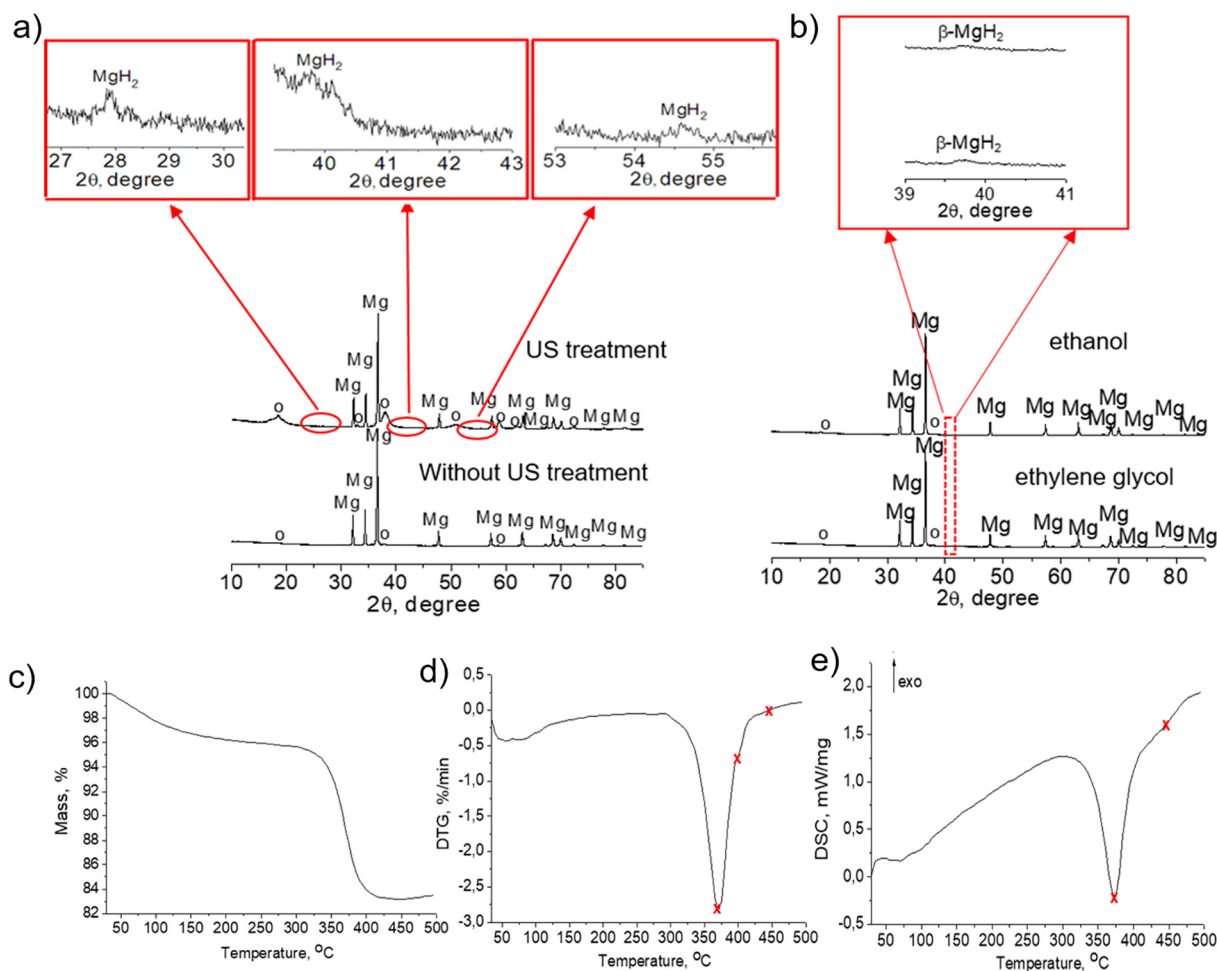 a)
MgH₂
27 28 29 30
2θ, degree
MgH₂
40 41 42 43
2θ, degree
MgH₂
53 54 55
2θ, degree
Mg
US treatment
Mg
Mg Mg Mg
o o o o o o Mg MgMg
Without US treatment
Mg
Mg
Mg Mg Mg Mg Mg
o o o Mg Mg
10 20 30 40 50 60 70 80
2θ, degree
b)
β-MgH₂
β-MgH₂
39 40 41
2θ, degree
Mg
ethanol
Mg
Mg Mg Mg Mg Mg Mg
o o Mg Mg Mg
Mg
ethylene glycol
Mg
Mg Mg Mg Mg Mg Mg
o o Mg Mg Mg
10 20 30 40 50 60 70 80
2θ, degree
c)
Mass, %
100
98
96
94
92
90
88
86
84
82
50 100 150 200 250 300 350 400 450 500
Temperature, ᴼC
d)
DTG, %/min
0,5
0,0
-0,5
-1,0
-1,5
-2,0
-2,5
-3,0
x
x
x
50 100 150 200 250 300 350 400 450 500
Temperature, ᴼC
e)
exo
DSC, mW/mg
2,0
1,5
1,0
0,5
0,0
-0,5
x
x
50 100 150 200 250 300 350 400 450 500
Temperature, ᴼC